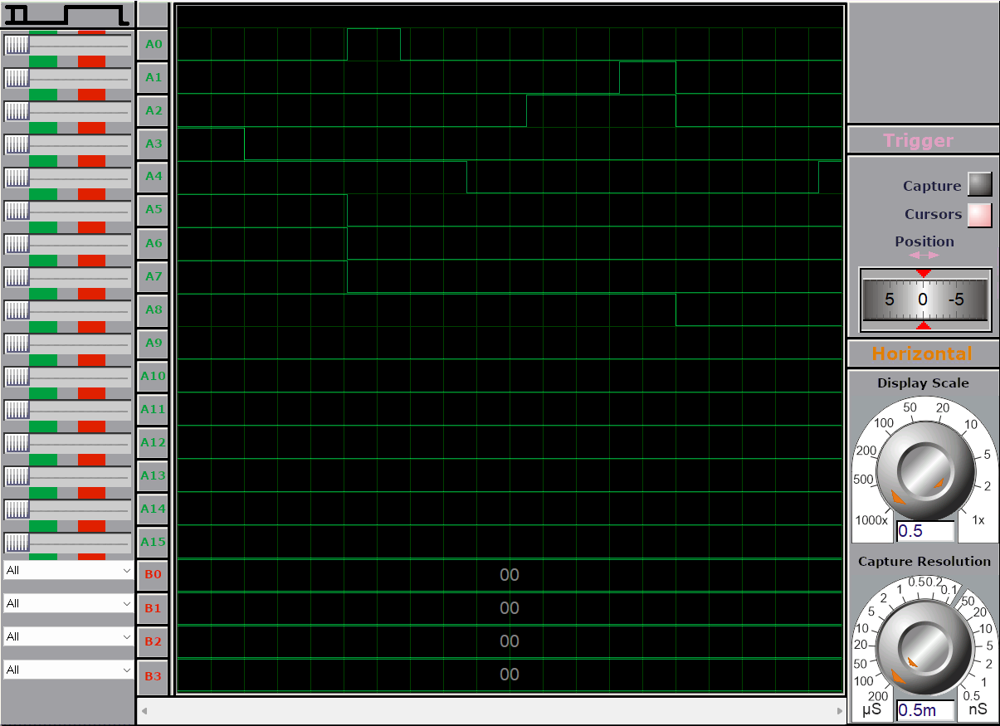 A0
A1
A2
A3
A4
A5
A6
A7
A8
A9
A10
A11
A12
A13
A14
A15
All B0 00
All B1 00
All B2 00
All B3 00
Trigger
Capture
Cursors
Position
5 0 -5
Horizontal
Display Scale
50 20
100 10
200 5
500 2
1000x 1x
0.5
Capture Resolution
0.5 0.2
1 0.1
2 50
5 20
10 10
20 5
50 2
100 1
200 0.5
µS 0.5m nS